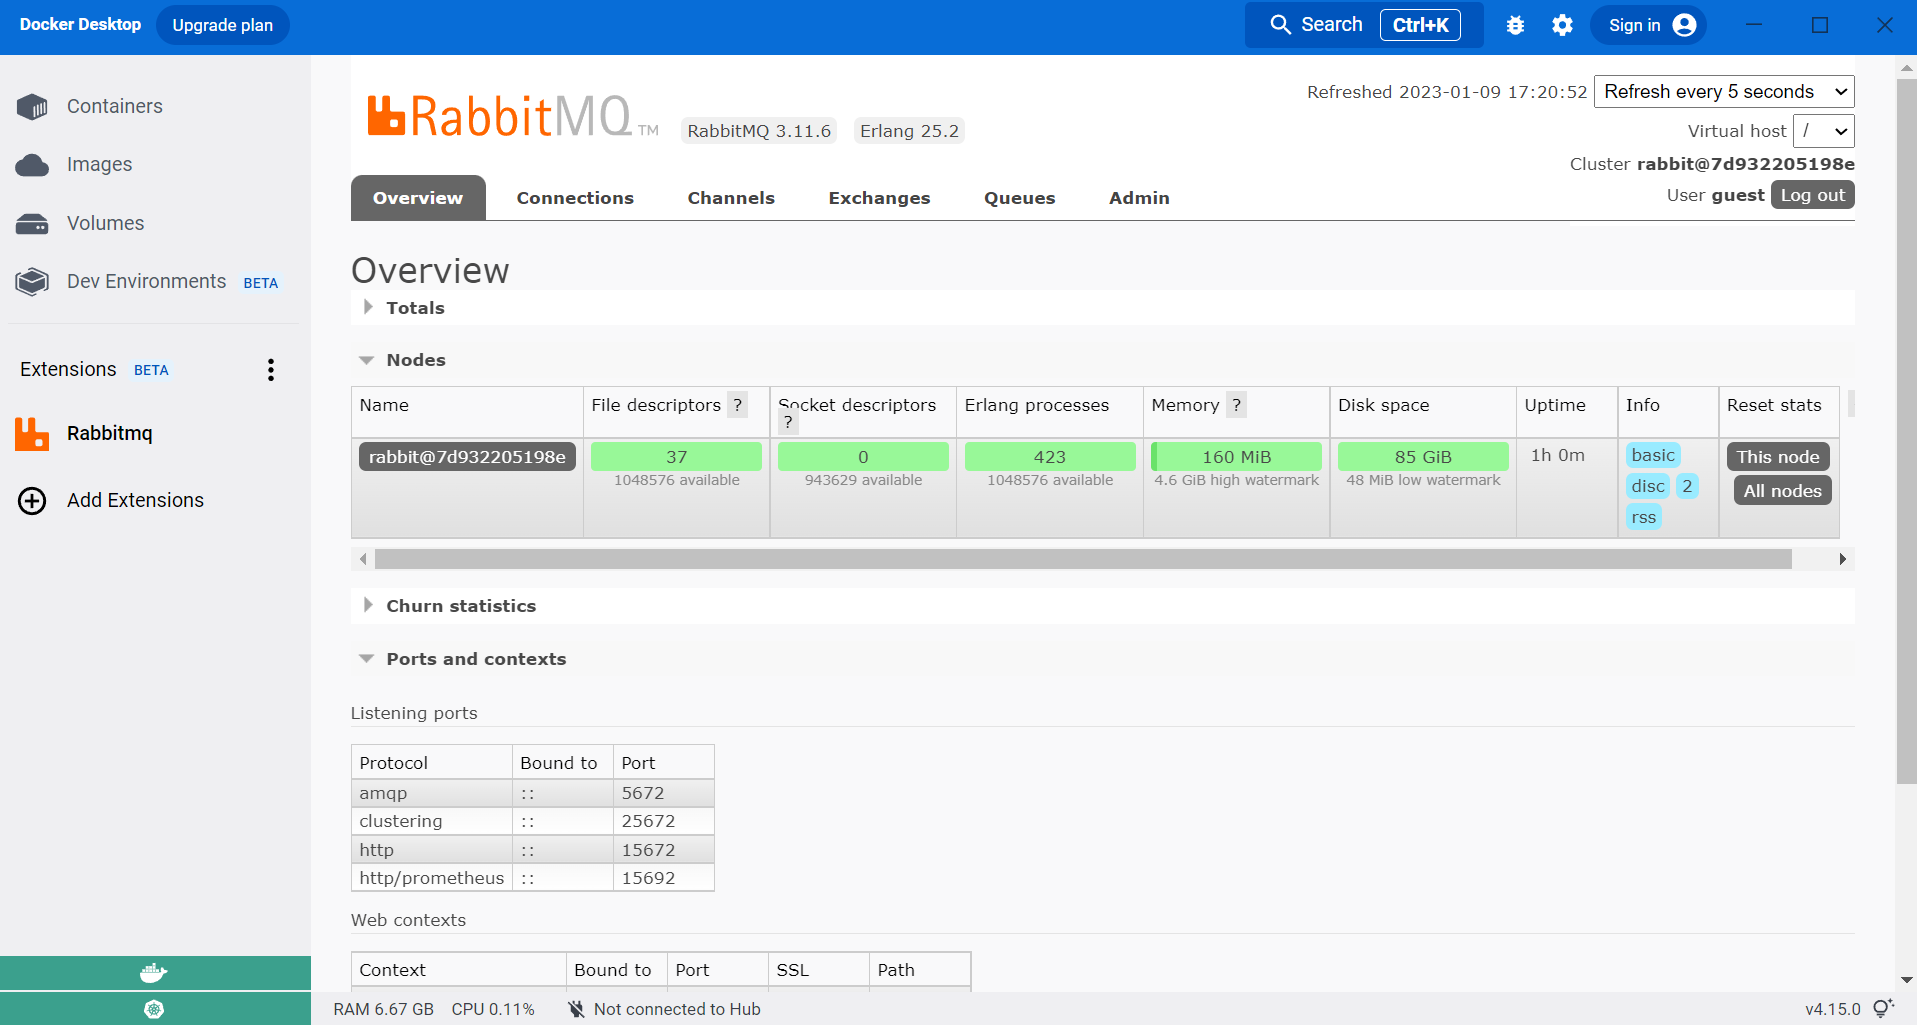 Docker Desktop Upgrade plan Search Ctrl+K Sign in
Containers
Images
Volumes
Dev Environments BETA
Extensions BETA
Rabbitmq
Add Extensions
RabbitMQ TM RabbitMQ 3.11.6 Erlang 25.2
Refreshed 2023-01-09 17:20:52 Refresh every 5 seconds
Virtual host /
Cluster rabbit@7d932205198e
User guest Log out
Overview Connections Channels Exchanges Queues Admin
Overview
Totals
Nodes
Name File descriptors ? Socket descriptors ? Erlang processes Memory ? Disk space Uptime Info Reset stats
rabbit@7d932205198e 37 0 423 160 MiB 85 GiB 1h 0m basic This node
1048576 available 943629 available 1048576 available 4.6 GiB high watermark 48 MiB low watermark disc 2 All nodes
rss
Churn statistics
Ports and contexts
Listening ports
Protocol Bound to Port
amqp :: 5672
clustering :: 25672
http :: 15672
http/prometheus :: 15692
Web contexts
Context Bound to Port SSL Path
RAM 6.67 GB CPU 0.11% Not connected to Hub v4.15.0